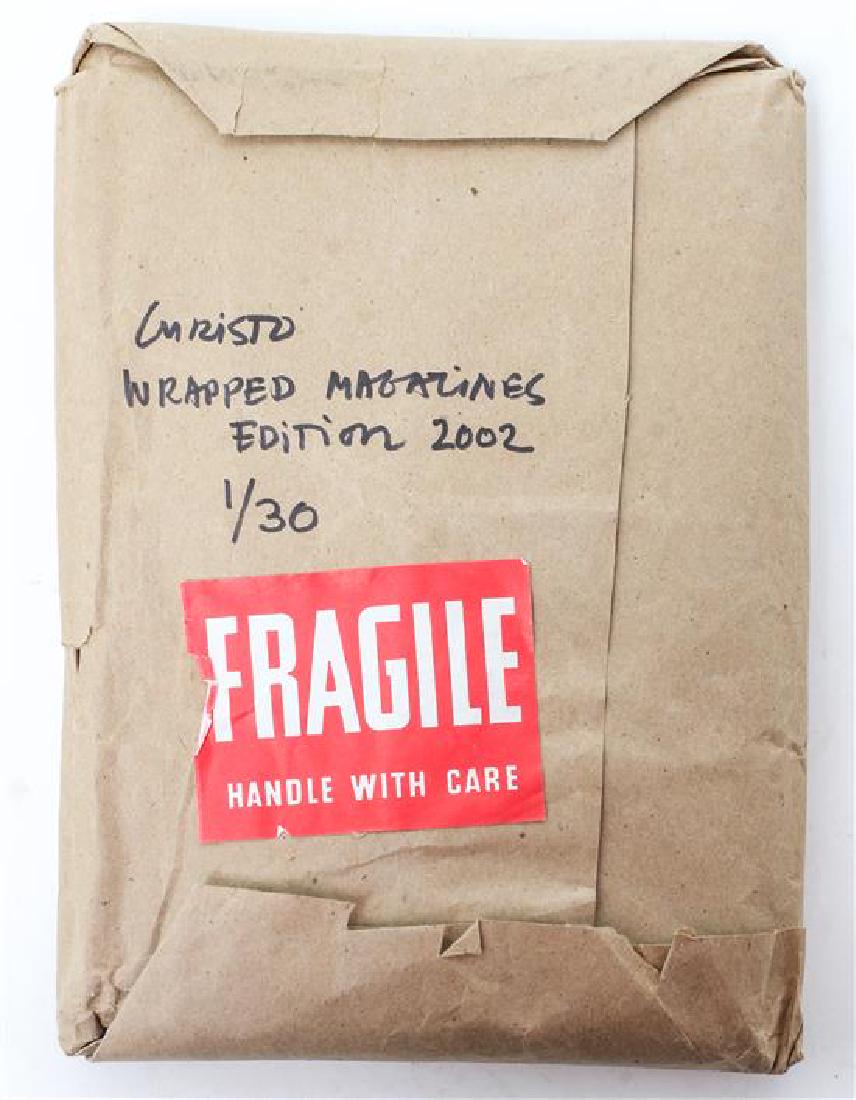 Christo
WRAPPED MAGAZINES
EDITION 2002
1/30
FRAGILE
HANDLE WITH CARE